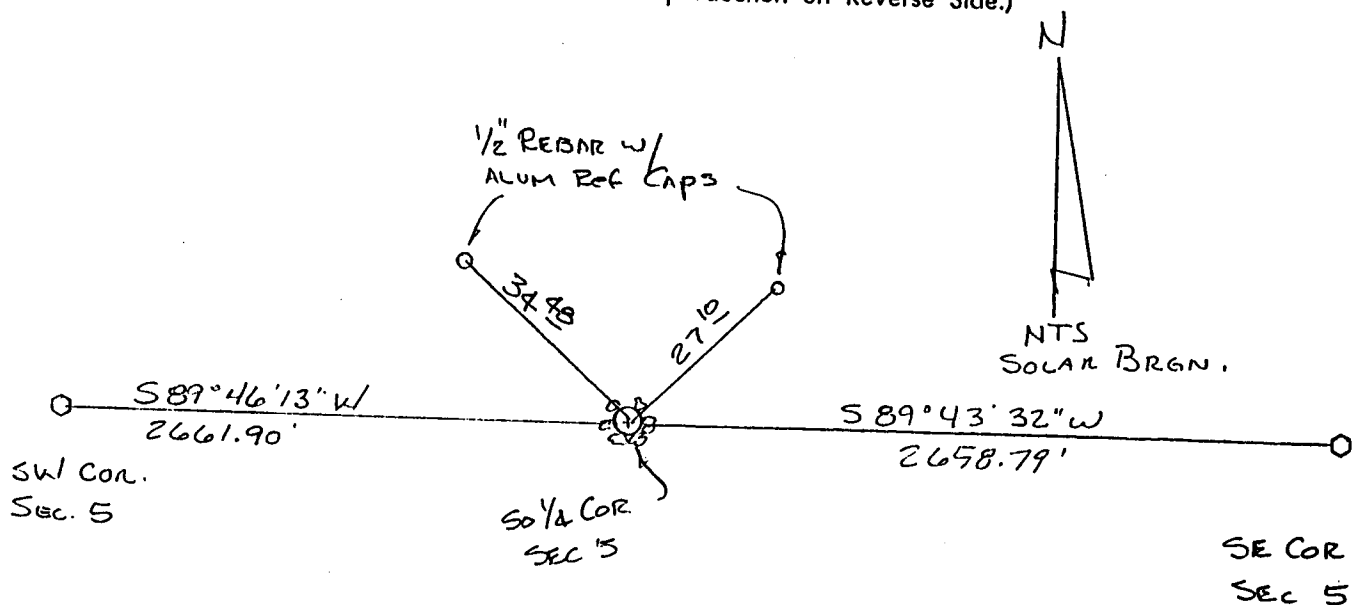 on Reverse Side.)
N
1/2" REBAR W/
ALUM REF CAPS
34 48
27 10
NTS
SOLAR BRGN.
S 89°46'13" W
2661.90'
S 89°43'32" W
2658.79'
SW COR.
SEC. 5
SO 1/4 COR
SEC 5
SE COR
SEC 5